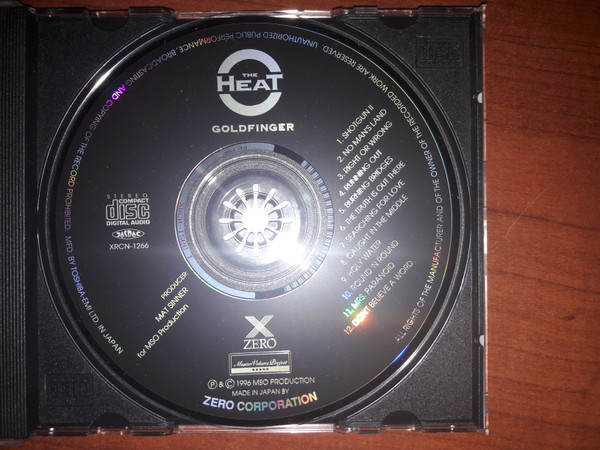 THE
HEAT
GOLDFINGER
1. SHOTGUN II
2. NO MAN'S LAND
3. RIGHT OR WRONG
4. RUNNING OUT
5. BURNING BRIDGES
6. THE TRUTH IS OUT THERE
7. SEARCHING FOR LOVE
8. CAUGHT IN THE MIDDLE
9. HOLY WATER
10. ROUND 'N' ROUND
11. MRS. PARANOID
12. DON'T BELIEVE A WORD
STEREO
COMPACT
disc
DIGITAL AUDIO
XRCN-1266
PRODUCER:
MAT SINNER
for MSO Production
X
ZERO
Master Volume Project
Ⓟ & © 1996 MSO PRODUCTION
MADE IN JAPAN BY
ZERO CORPORATION
ALL RIGHTS OF THE MANUFACTURER AND OF THE OWNER OF THE RECORDED WORK ARE RESERVED. UNAUTHORIZED PUBLIC PERFORMANCE, BROADCASTING AND COPYING OF THE RECORD PROHIBITED. MFD. BY TOSHIBA-EMI LTD. IN JAPAN